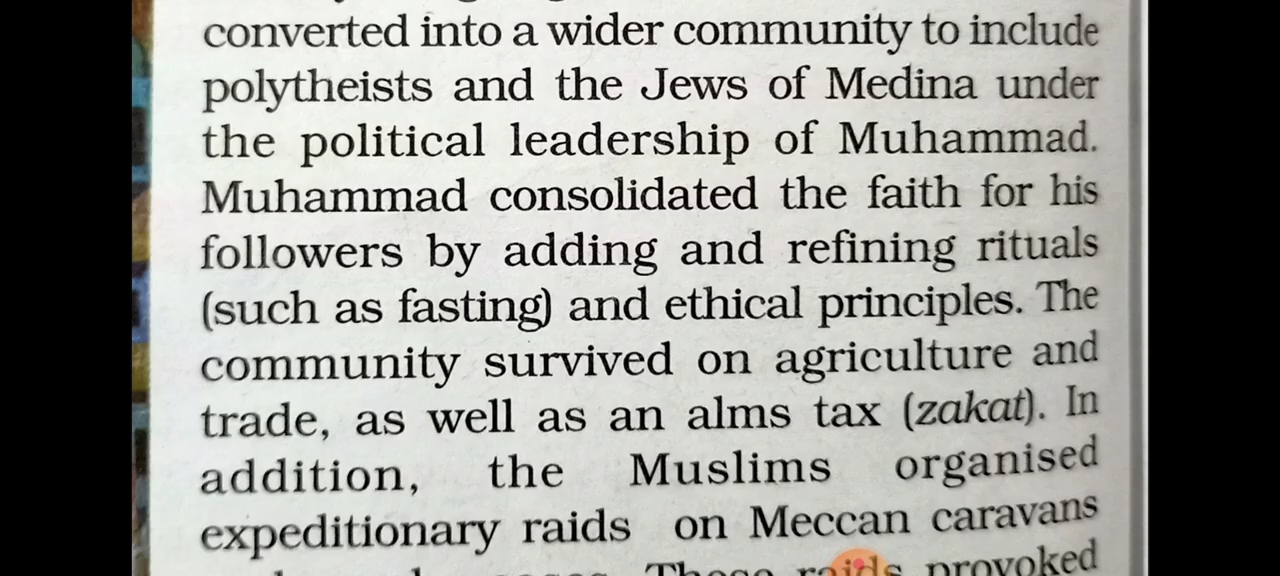 converted into a wider community to include
polytheists and the Jews of Medina under
the political leadership of Muhammad.
Muhammad consolidated the faith for his
followers by adding and refining rituals
(such as fasting) and ethical principles. The
community survived on agriculture and
trade, as well as an alms tax (zakat). In
addition, the Muslims organised
expeditionary raids on Meccan caravans
These raids provoked